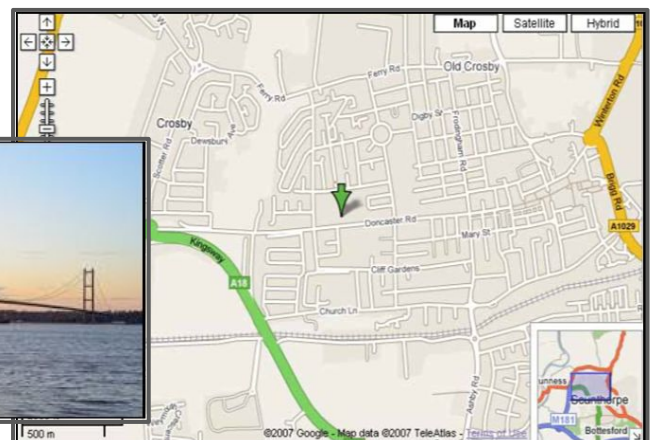 Map Satellite Hybrid
Ferry Rd
Old Crosby
Ferry Rd
Crosby
Digby St
Dewsbury Ave
Frodingham Rd
Winterton Rd
Scotter Rd
Brigg Rd
Doncaster Rd
A1029
Mary St
Kingsway
Cliff Gardens
A18
Church Ln
Ashby Rd
Scunthorpe
M181
Bottesford
500 m
©2007 Google - Map data ©2007 TeleAtlas - Terms of Use